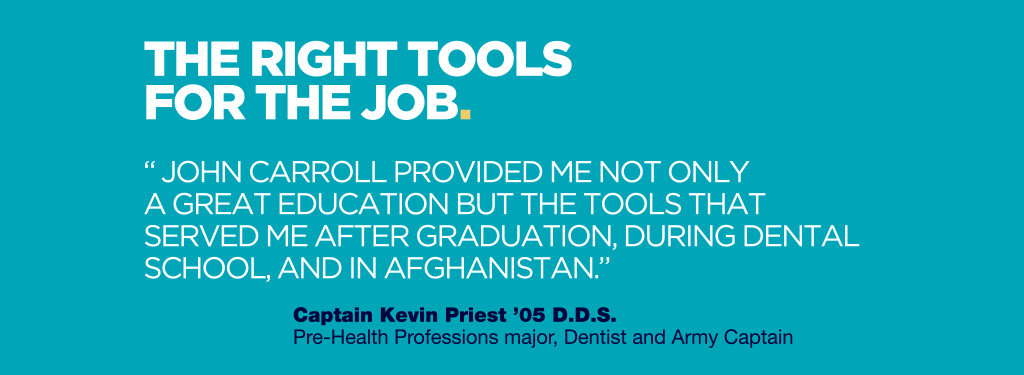 THE RIGHT TOOLS
FOR THE JOB.
“ JOHN CARROLL PROVIDED ME NOT ONLY
A GREAT EDUCATION BUT THE TOOLS THAT
SERVED ME AFTER GRADUATION, DURING DENTAL
SCHOOL, AND IN AFGHANISTAN.”
Captain Kevin Priest ’05 D.D.S.
Pre-Health Professions major, Dentist and Army Captain